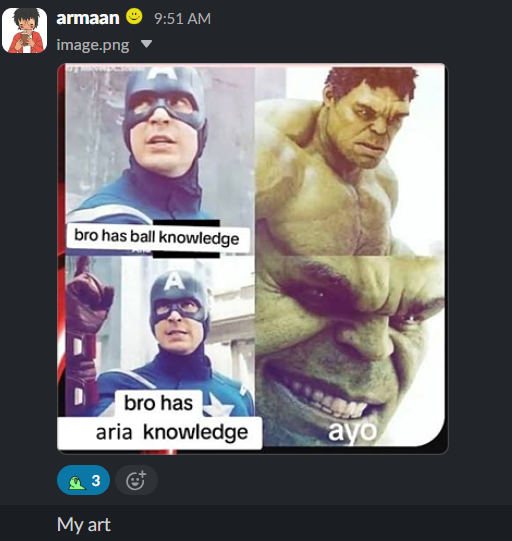 armaan 9:51 AM
image.png
bro has ball knowledge
bro has
aria knowledge
ayo
3
My art